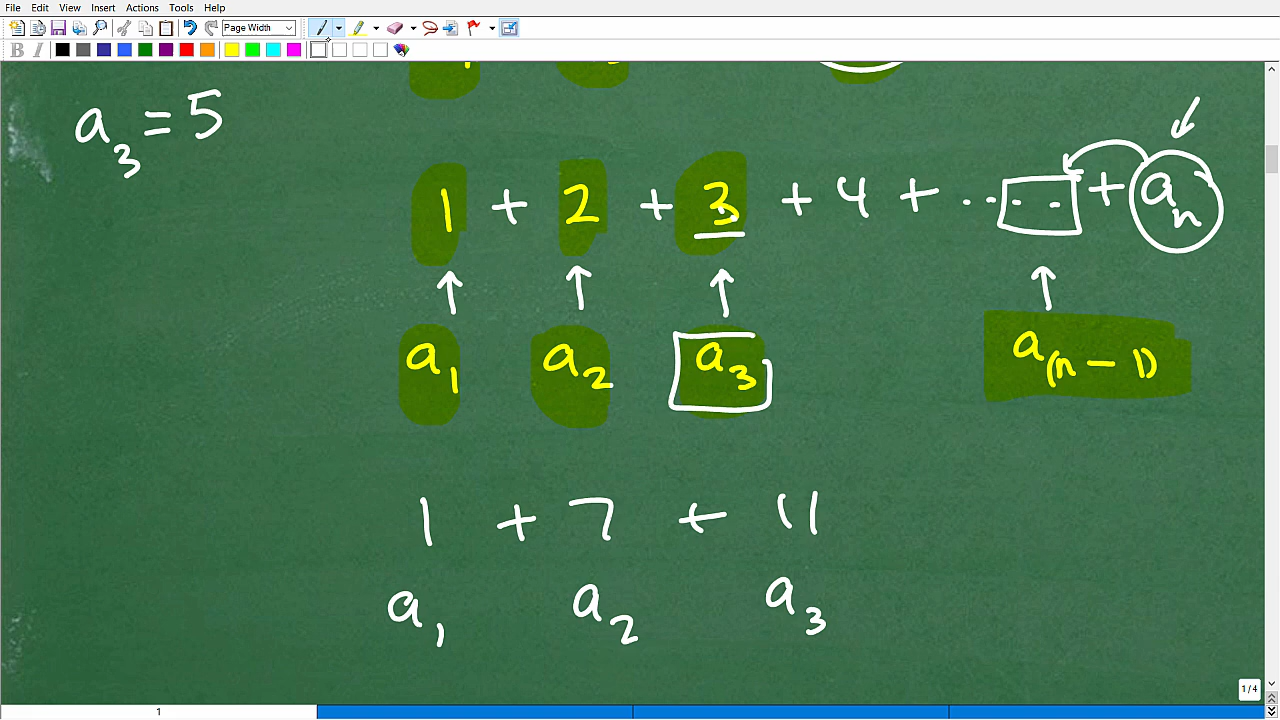 File Edit View Insert Actions Tools Help
Page Width
B I
a₃ = 5
1 + 2 + 3 + 4 + ····· + aₙ
a₁ a₂ a₃ a₍ₙ₋₁₎
1 + 7 + 11
a₁ a₂ a₃
1/4
1